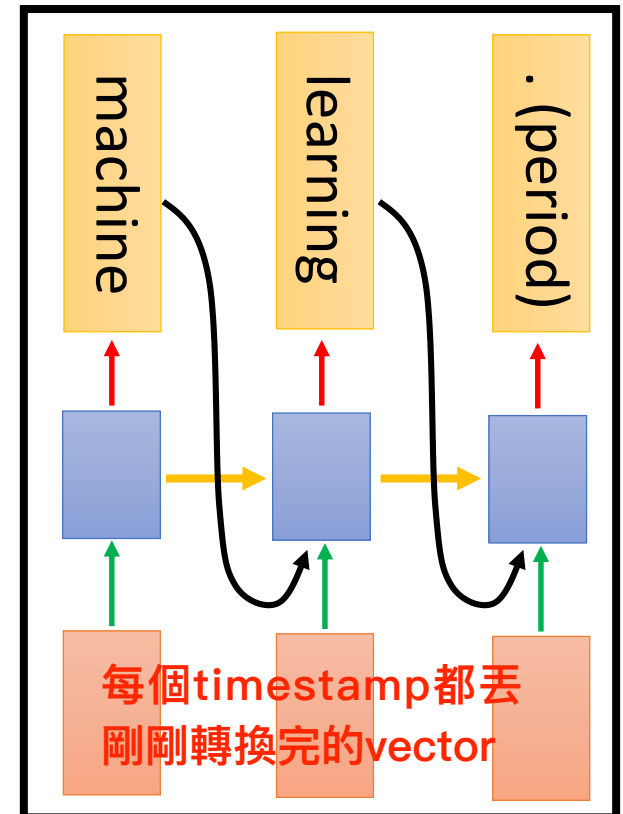 machine
learning
. (period)
每個timestamp都丟
剛剛轉換完的vector